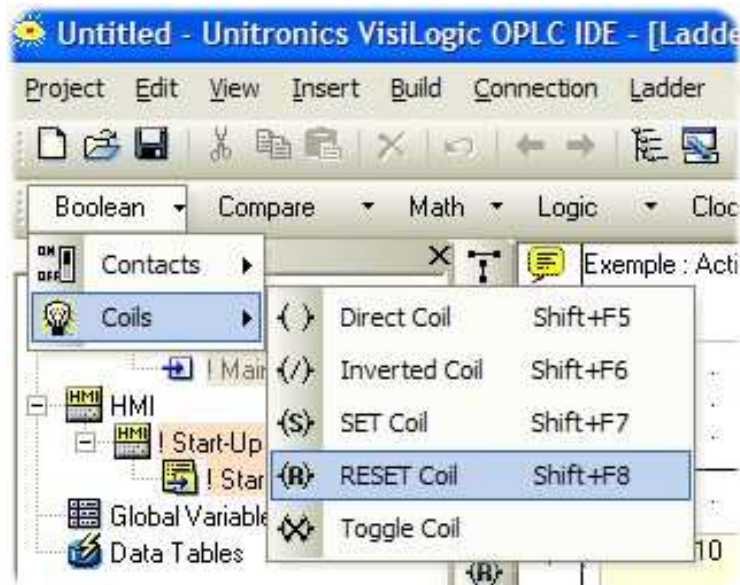 Untitled - Unitronics VisiLogic OPLC IDE - [Ladde
Project Edit View Insert Build Connection Ladder
Boolean Compare Math Logic Cloc
ON OFF Contacts
Exemple : Acti
Coils
{ } Direct Coil Shift+F5
! Main
{/} Inverted Coil Shift+F6
HMI HMI
{S} SET Coil Shift+F7
HMI ! Start-Up
{R} RESET Coil Shift+F8
! Star
Global Variable
Toggle Coil
Data Tables
10
{R}